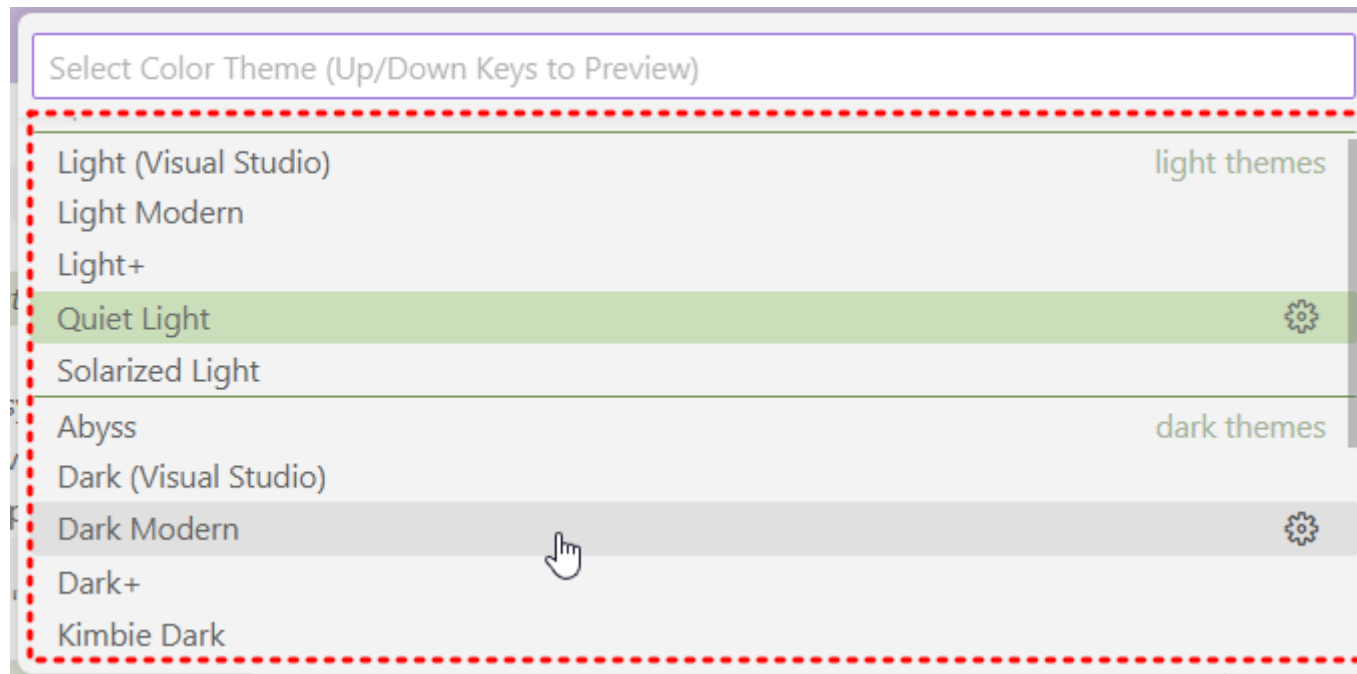 Select Color Theme (Up/Down Keys to Preview)
Light (Visual Studio) light themes
Light Modern
Light+
Quiet Light
Solarized Light
Abyss dark themes
Dark (Visual Studio)
Dark Modern
Dark+
Kimbie Dark